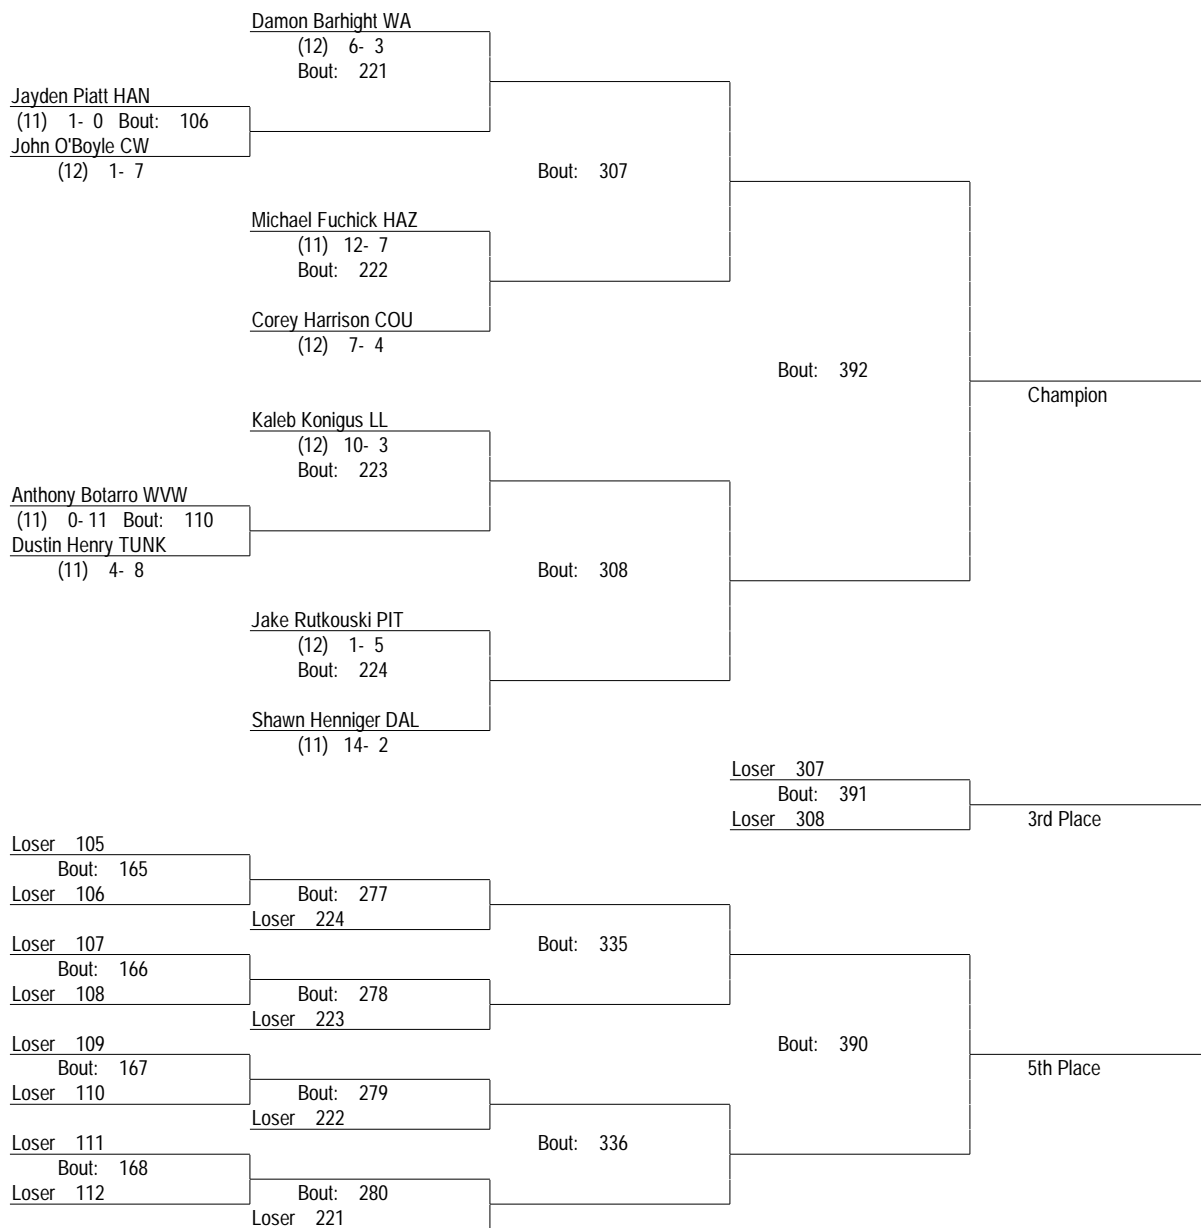 Damon Barhight WA
(12) 6- 3
Bout: 221
Jayden Piatt HAN
(11) 1- 0 Bout: 106
John O'Boyle CW
(12) 1- 7
Bout: 307
Michael Fuchick HAZ
(11) 12- 7
Bout: 222
Corey Harrison COU
(12) 7- 4
Bout: 392
Champion
Kaleb Konigus LL
(12) 10- 3
Bout: 223
Anthony Botarro WVW
(11) 0- 11 Bout: 110
Dustin Henry TUNK
(11) 4- 8
Bout: 308
Jake Rutkouski PIT
(12) 1- 5
Bout: 224
Shawn Henniger DAL
(11) 14- 2
Loser 307
Bout: 391
Loser 308
3rd Place
Loser 105
Bout: 165
Loser 106
Bout: 277
Loser 224
Loser 107
Bout: 166
Loser 108
Bout: 335
Bout: 278
Loser 223
Loser 109
Bout: 167
Loser 110
Bout: 390
5th Place
Bout: 279
Loser 222
Loser 111
Bout: 168
Loser 112
Bout: 336
Bout: 280
Loser 221